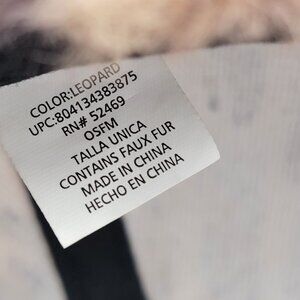 COLOR:LEOPARD
UPC:804134383875
RN# 52469
OSFM
TALLA UNICA
CONTAINS FAUX FUR
MADE IN CHINA
HECHO EN CHINA